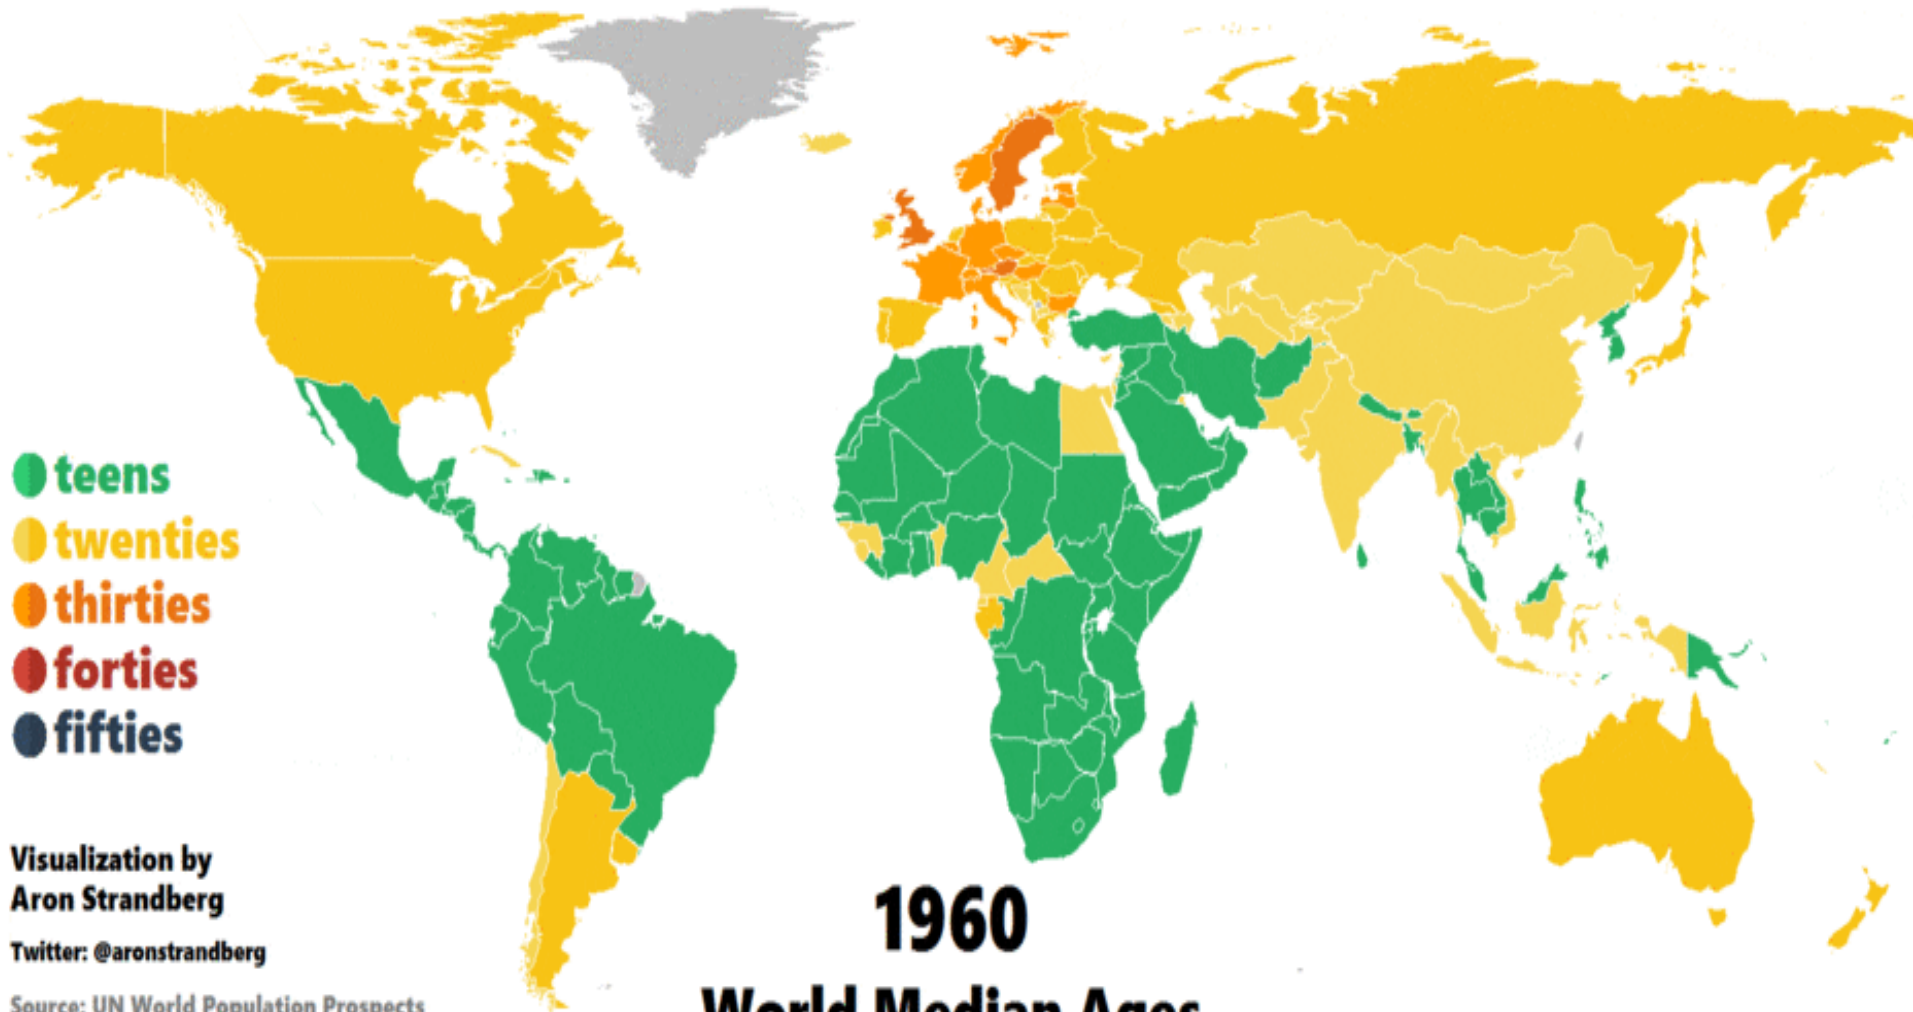 teens
twenties
thirties
forties
fifties
Visualization by
Aron Strandberg
Twitter: @aronstrandberg
Source: UN World Population Prospects
1960
World Median Ages